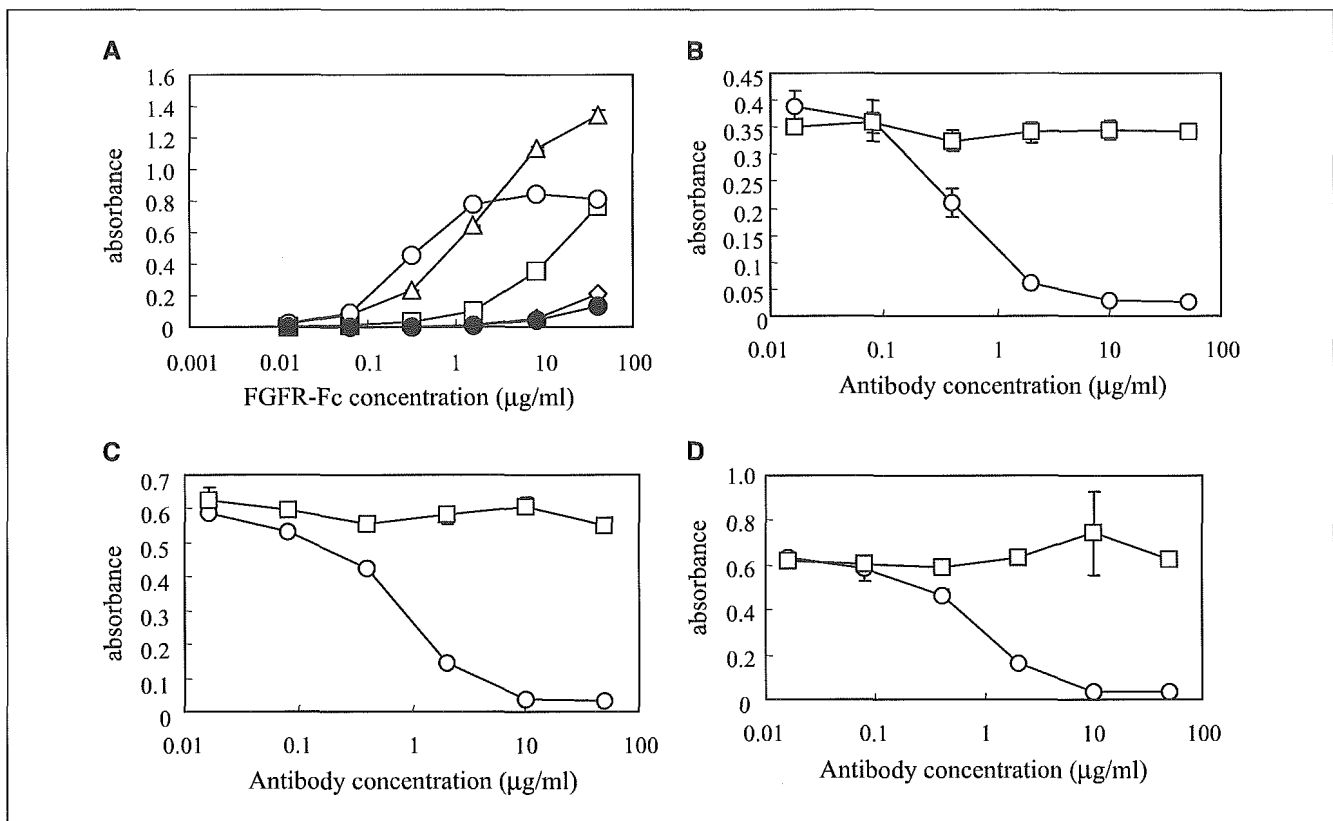 A
1.6
1.4
1.2
1.0
0.8
0.6
0.4
0.2
0
absorbance
0.001 0.01 0.1 1 10 100
FGFR-Fc concentration (μg/ml)
B
0.45
0.4
0.35
0.3
0.25
0.2
0.15
0.1
0.05
0
absorbance
0.01 0.1 1 10 100
Antibody concentration (μg/ml)
C
0.7
0.6
0.5
0.4
0.3
0.2
0.1
0
absorbance
0.01 0.1 1 10 100
Antibody concentration (μg/ml)
D
1.0
0.8
0.6
0.4
0.2
0
absorbance
0.01 0.1 1 10 100
Antibody concentration (μg/ml)